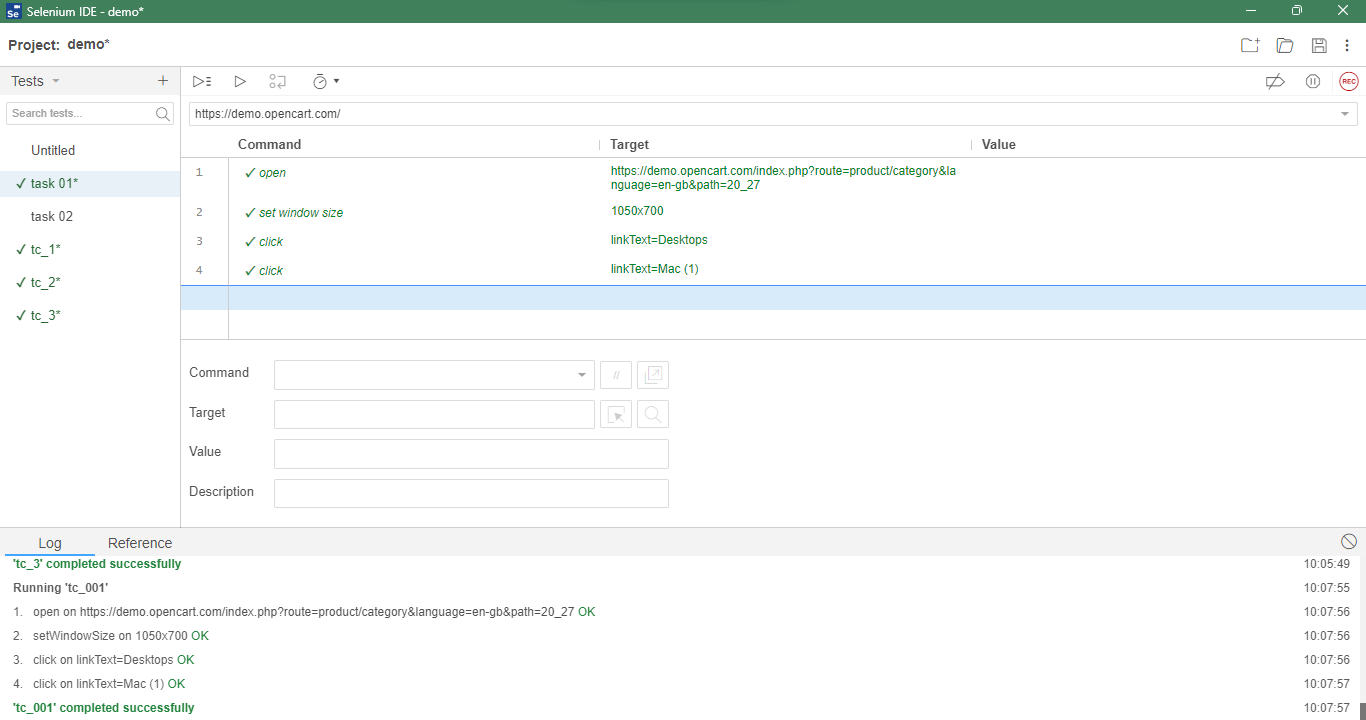 Se Selenium IDE - demo*
Project: demo*
Tests
Search tests...
Untitled
✓ task 01*
task 02
✓ tc_1*
✓ tc_2*
✓ tc_3*
REC
https://demo.opencart.com/
Command Target Value
1 ✓ open https://demo.opencart.com/index.php?route=product/category&la
nguage=en-gb&path=20_27
2 ✓ set window size 1050x700
3 ✓ click linkText=Desktops
4 ✓ click linkText=Mac (1)
Command //
Target
Value
Description
Log Reference
'tc_3' completed successfully 10:05:49
Running 'tc_001' 10:07:55
1. open on https://demo.opencart.com/index.php?route=product/category&language=en-gb&path=20_27 OK 10:07:56
2. setWindowSize on 1050x700 OK 10:07:56
3. click on linkText=Desktops OK 10:07:56
4. click on linkText=Mac (1) OK 10:07:57
'tc_001' completed successfully 10:07:57